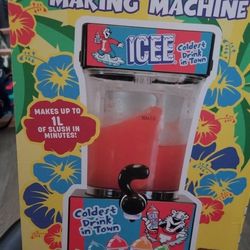 MAKING MACHINE
ICEE
Coldest
Drink
in Town
MAKES UP TO
1L
OF SLUSH IN
MINUTES!
Coldest
Drink
in Town